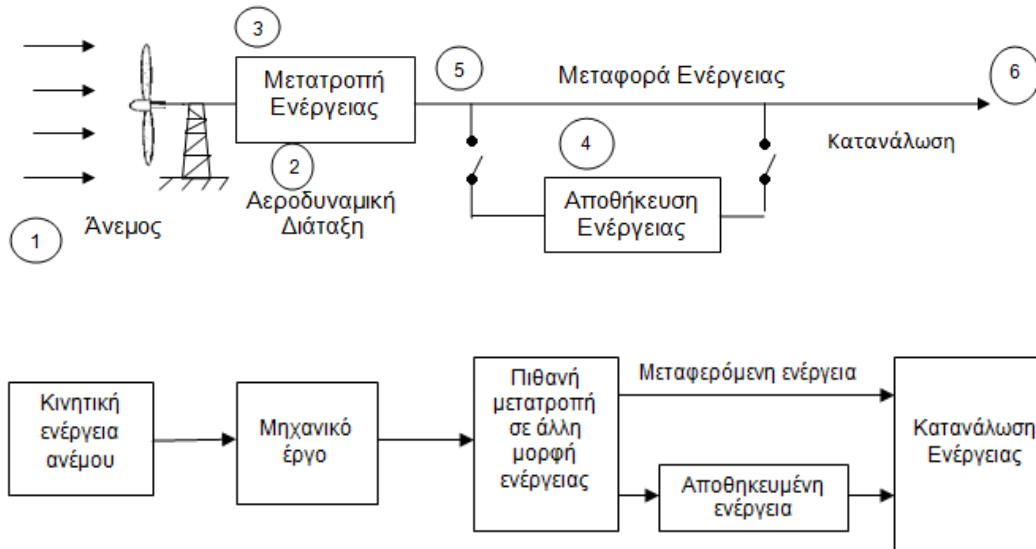 3
Μετατροπή
Ενέργειας
5
Μεταφορά Ενέργειας
6
2
4
Κατανάλωση
Αεροδυναμική
Διάταξη
Αποθήκευση
Ενέργειας
1
Άνεμος
Κινητική
ενέργεια
ανέμου
Μηχανικό
έργο
Πιθανή
μετατροπή
σε άλλη
μορφή
ενέργειας
Μεταφερόμενη ενέργεια
Αποθηκευμένη
ενέργεια
Κατανάλωση
Ενέργειας